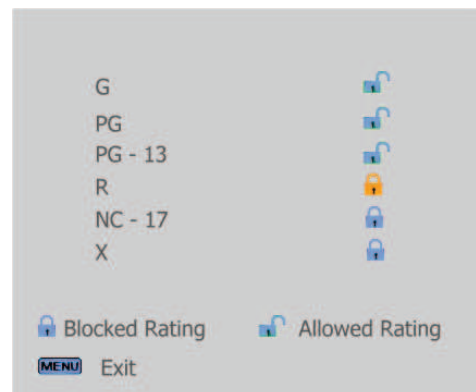 G
PG
PG - 13
R
NC - 17
X
Blocked Rating Allowed Rating
MENU Exit